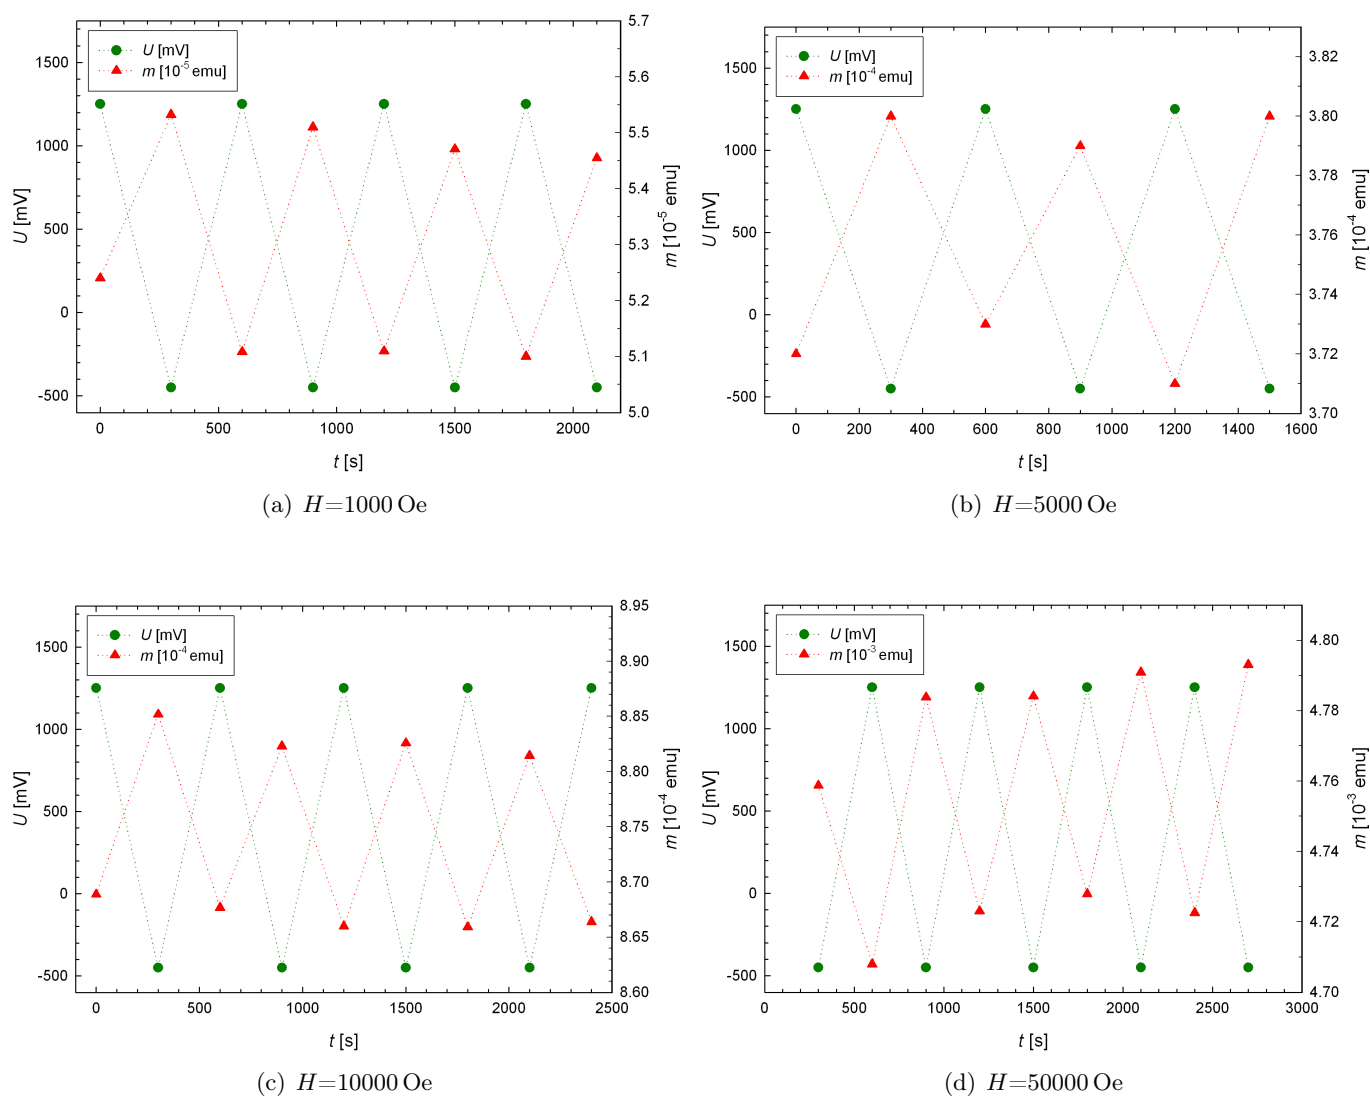 U [mV]
m [10⁻⁵ emu]
1500
1000
500
0
-500
U [mV]
5.7
5.6
5.5
5.4
5.3
5.2
5.1
5.0
m [10⁻⁵ emu]
0 500 1000 1500 2000
t [s]
(a) H=1000 Oe
U [mV]
m [10⁻⁴ emu]
1500
1000
500
0
-500
U [mV]
3.82
3.80
3.78
3.76
3.74
3.72
3.70
m [10⁻⁴ emu]
0 200 400 600 800 1000 1200 1400 1600
t [s]
(b) H=5000 Oe
U [mV]
m [10⁻⁴ emu]
1500
1000
500
0
-500
U [mV]
8.95
8.90
8.85
8.80
8.75
8.70
8.65
8.60
m [10⁻⁴ emu]
0 500 1000 1500 2000 2500
t [s]
(c) H=10000 Oe
U [mV]
m [10⁻³ emu]
1500
1000
500
0
-500
U [mV]
4.80
4.78
4.76
4.74
4.72
4.70
m [10⁻³ emu]
0 500 1000 1500 2000 2500 3000
t [s]
(d) H=50000 Oe